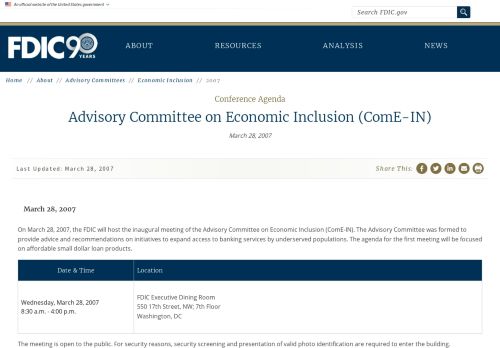 An official website of the United States government
Search FDIC.gov
FDIC 90 YEARS
ABOUT
RESOURCES
ANALYSIS
NEWS
Home // About // Advisory Committees // Economic Inclusion // 2007
Conference Agenda
Advisory Committee on Economic Inclusion (ComE-IN)
March 28, 2007
Last Updated: March 28, 2007
Share This:
March 28, 2007
On March 28, 2007, the FDIC will host the inaugural meeting of the Advisory Committee on Economic Inclusion (ComE-IN). The Advisory Committee was formed to
provide advice and recommendations on initiatives to expand access to banking services by underserved populations. The agenda for the first meeting will be focused
on affordable small dollar loan products.
Date & Time
Location
Wednesday, March 28, 2007
8:30 a.m. - 4:00 p.m.
FDIC Executive Dining Room
550 17th Street, NW; 7th Floor
Washington, DC
The meeting is open to the public. For security reasons, security screening and presentation of valid photo identification are required to enter the building.